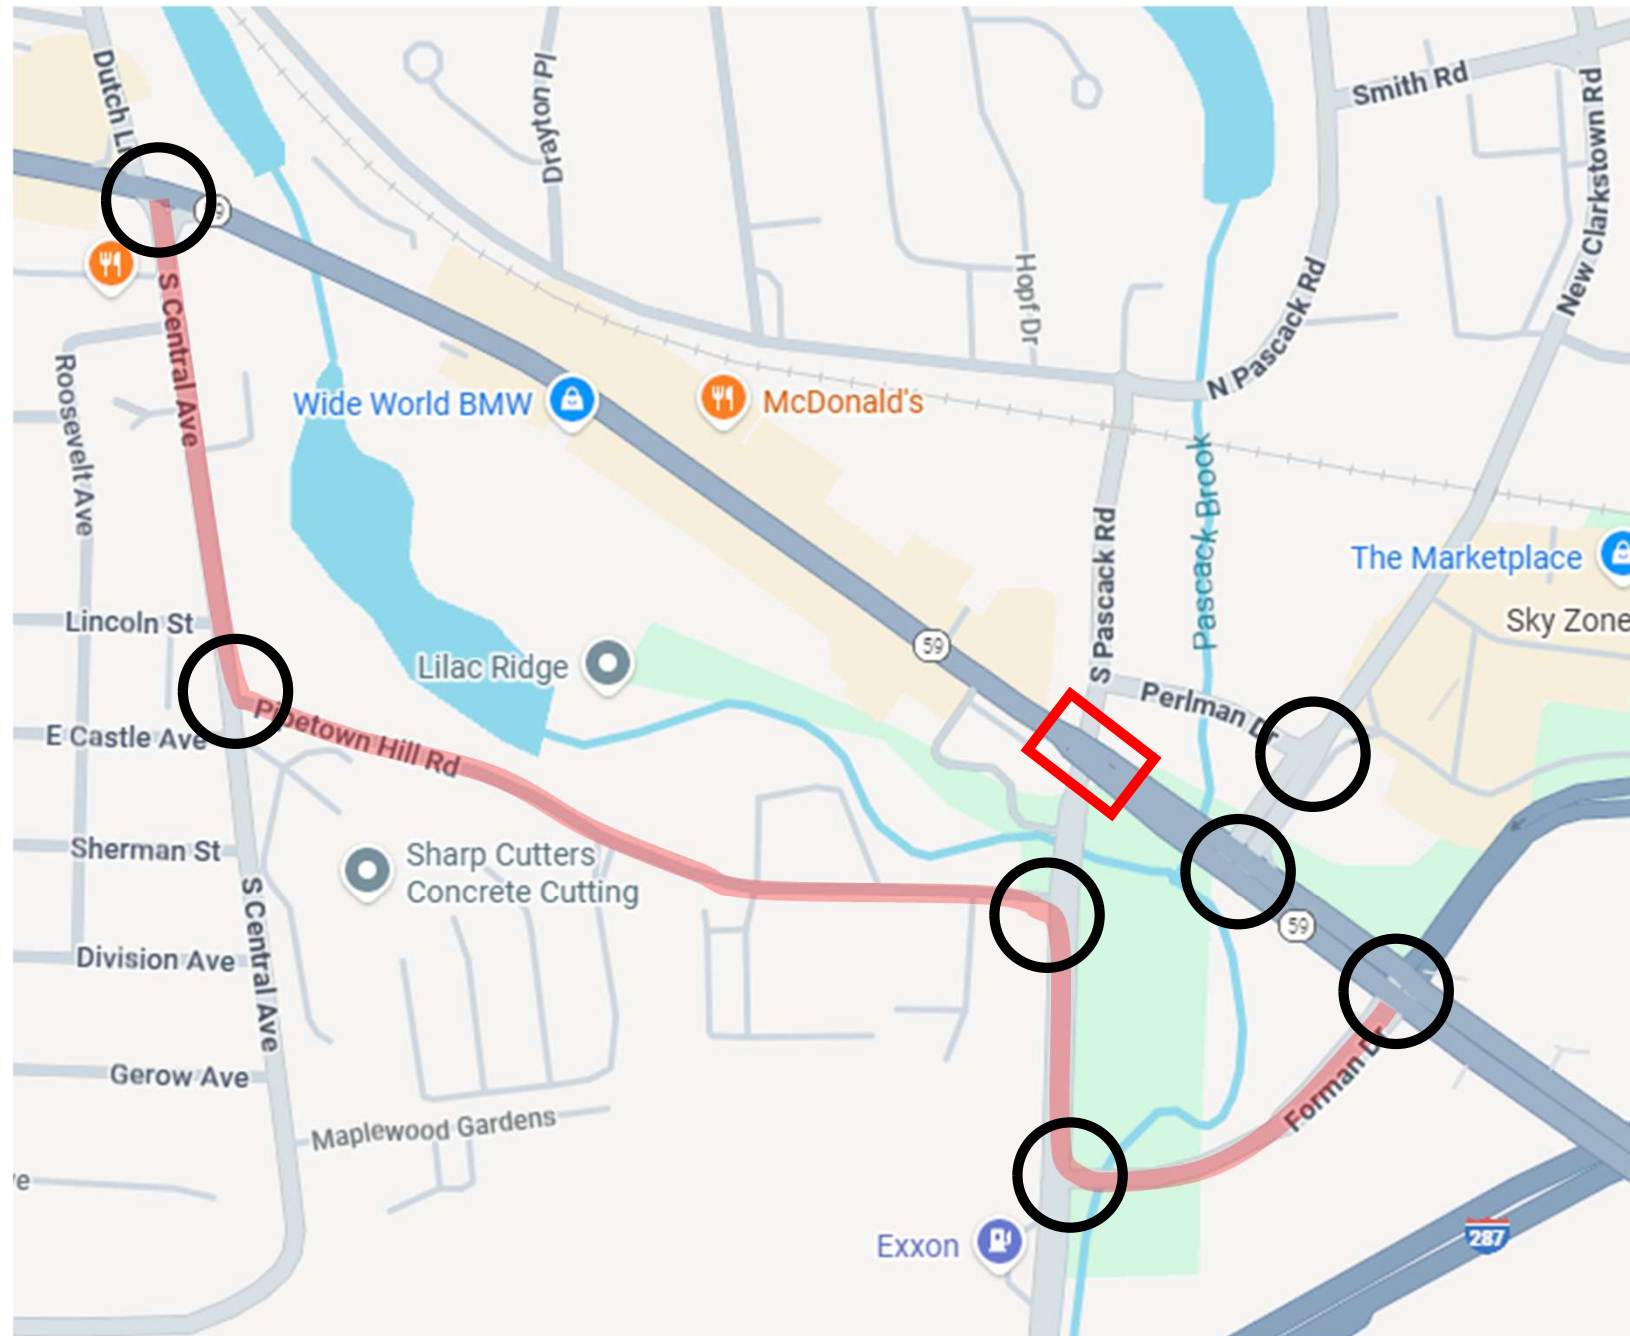 Dutch Ln
Drayton Pl
Smith Rd
New Clarkstown Rd
Hopf Dr
N Pascack Rd
S Central Ave
Roosevelt Ave
Wide World BMW
McDonald's
Pascack Brook
S Pascack Rd
The Marketplace
Sky Zone
Lincoln St
Lilac Ridge
59
Perlman Dr
Pipetown Hill Rd
E Castle Ave
Sherman St
Sharp Cutters
Concrete Cutting
S Central Ave
59
Division Ave
Gerow Ave
Forman Dr
Maplewood Gardens
Exxon
287